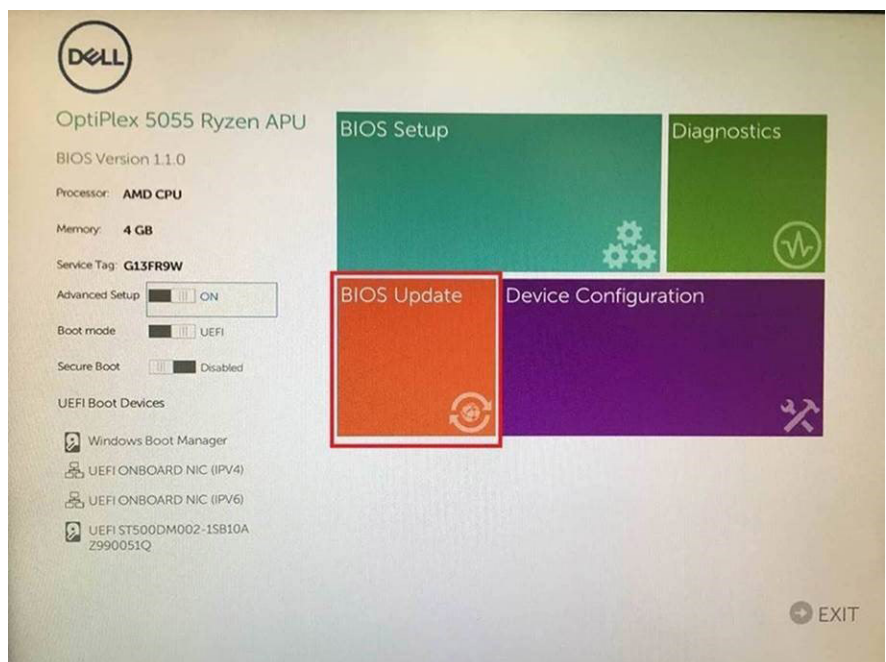 DELL
OptiPlex 5055 Ryzen APU
BIOS Version 1.1.0
Processor: AMD CPU
Memory: 4 GB
Service Tag: G13FR9W
Advanced Setup ON
Boot mode UEFI
Secure Boot Disabled
UEFI Boot Devices
Windows Boot Manager
UEFI ONBOARD NIC (IPV4)
UEFI ONBOARD NIC (IPV6)
UEFI ST500DM002-1SB10A
Z990051Q
BIOS Setup
Diagnostics
BIOS Update
Device Configuration
EXIT